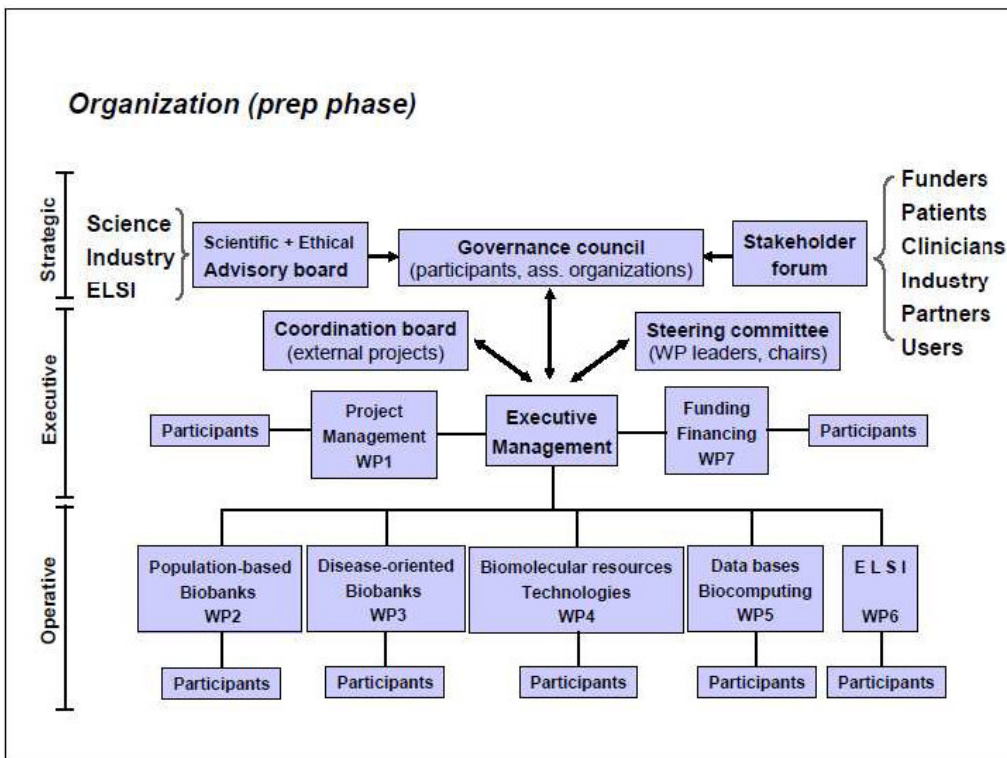 Organization (prep phase)
Strategic
Science
Industry
ELSI
Scientific + Ethical
Advisory board
Governance council
(participants, ass. organizations)
Stakeholder
forum
Funders
Patients
Clinicians
Industry
Partners
Users
Executive
Coordination board
(external projects)
Steering committee
(WP leaders, chairs)
Participants
Project
Management
WP1
Executive
Management
Funding
Financing
WP7
Participants
Operative
Population-based
Biobanks
WP2
Disease-oriented
Biobanks
WP3
Biomolecular resources
Technologies
WP4
Data bases
Biocomputing
WP5
E L S I
WP6
Participants
Participants
Participants
Participants
Participants